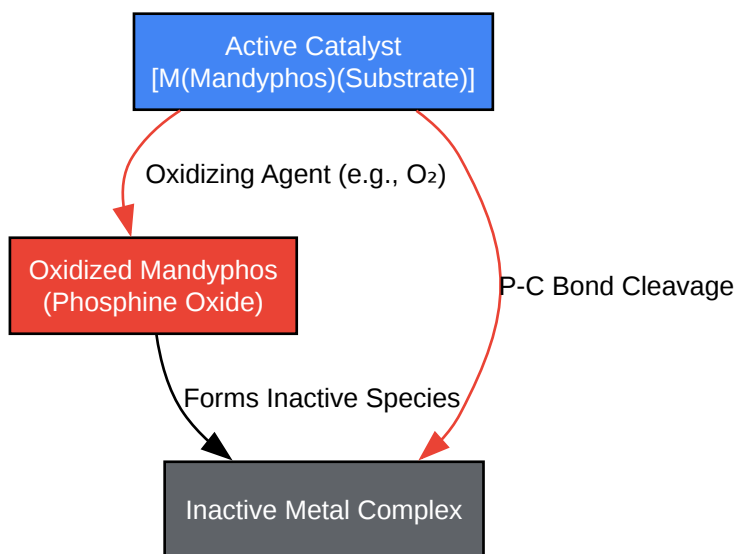 Active Catalyst
[M(Mandyphos)(Substrate)]
Oxidizing Agent (e.g., O₂)
Oxidized Mandyphos
(Phosphine Oxide)
P-C Bond Cleavage
Forms Inactive Species
Inactive Metal Complex